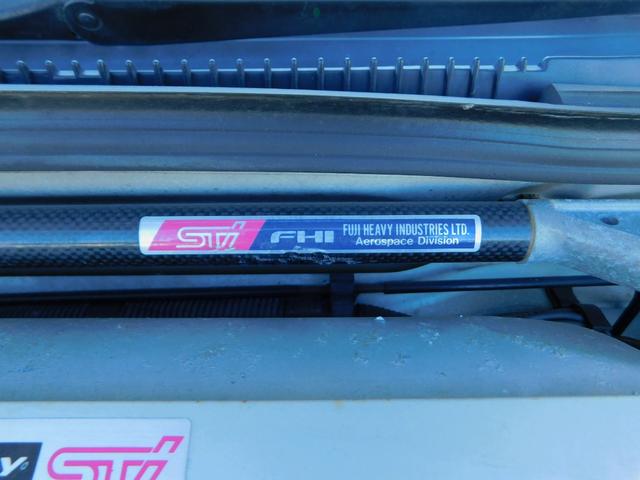 STi FHI FUJI HEAVY INDUSTRIES LTD.
Aerospace Division
STi